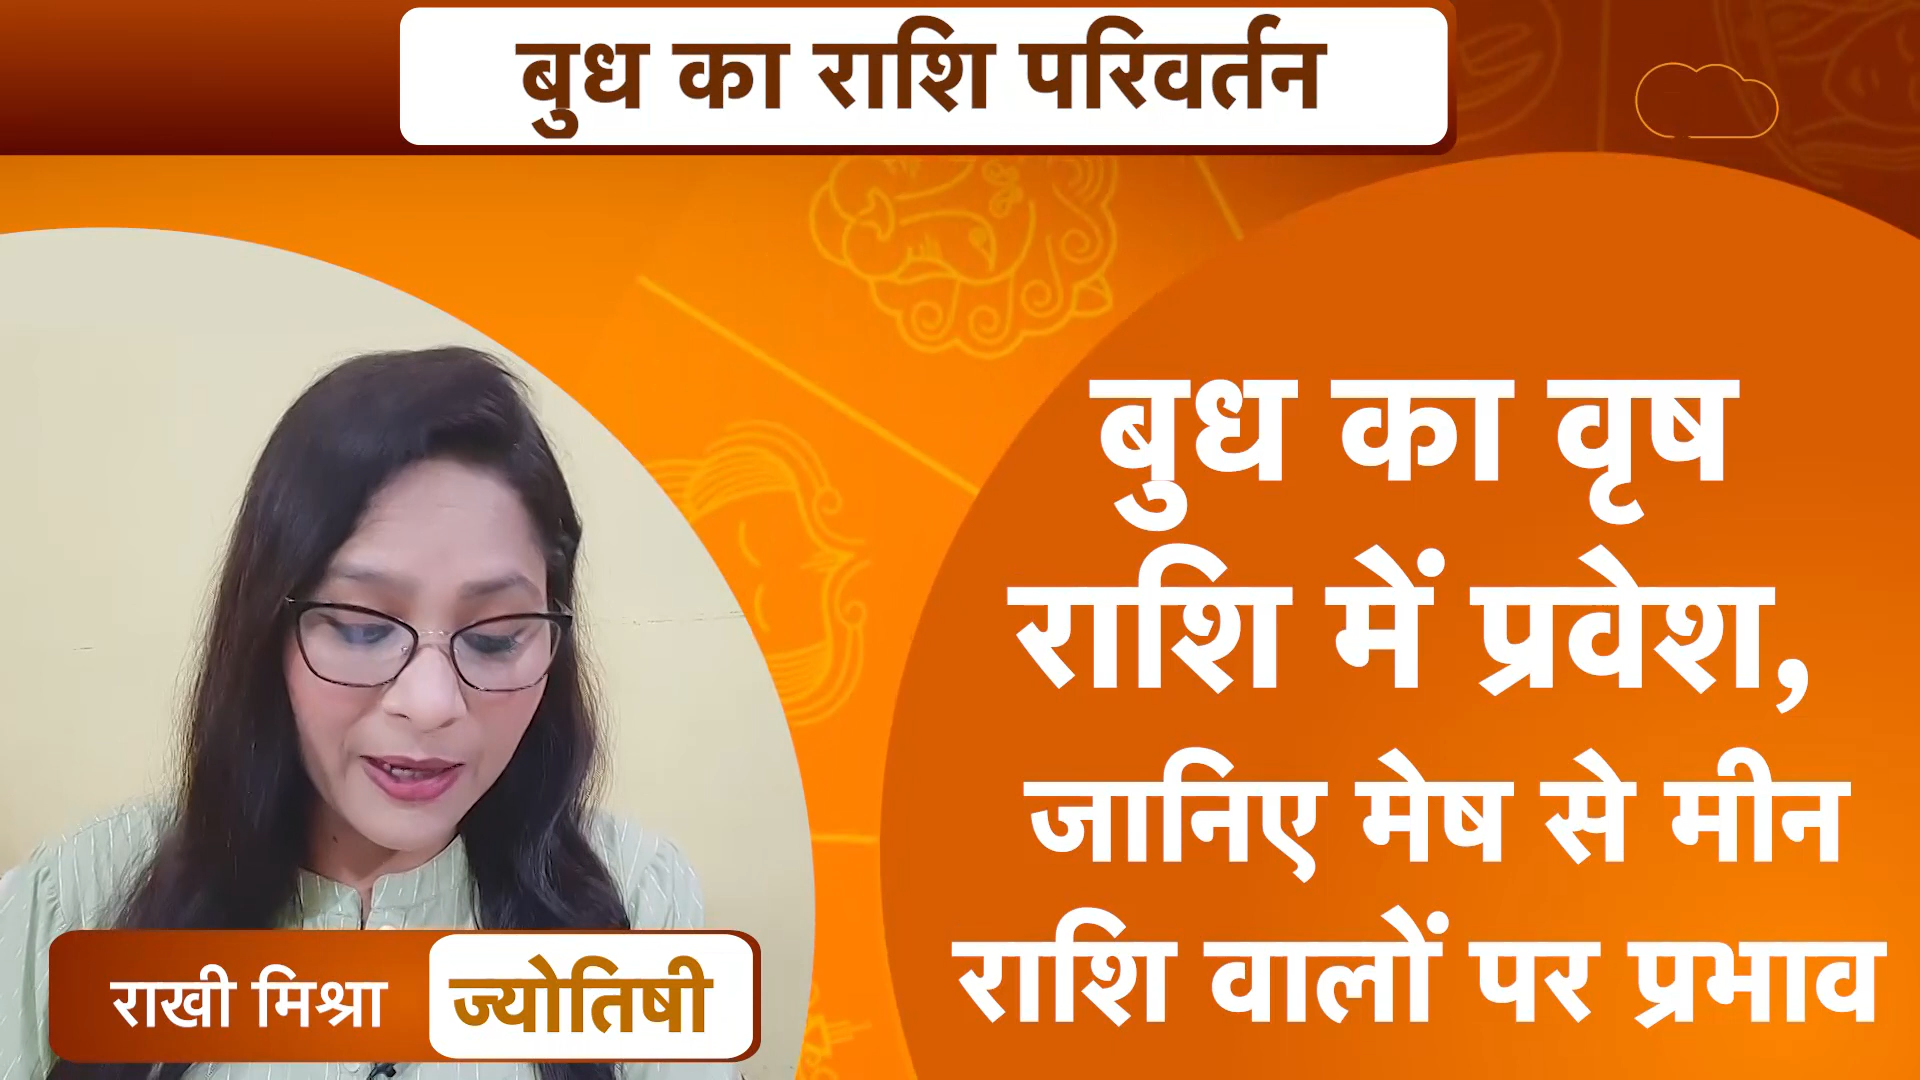 बुध का राशि परिवर्तन
बुध का वृष
राशि में प्रवेश,
जानिए मेष से मीन
राशि वालों पर प्रभाव
राखी मिश्रा ज्योतिषी